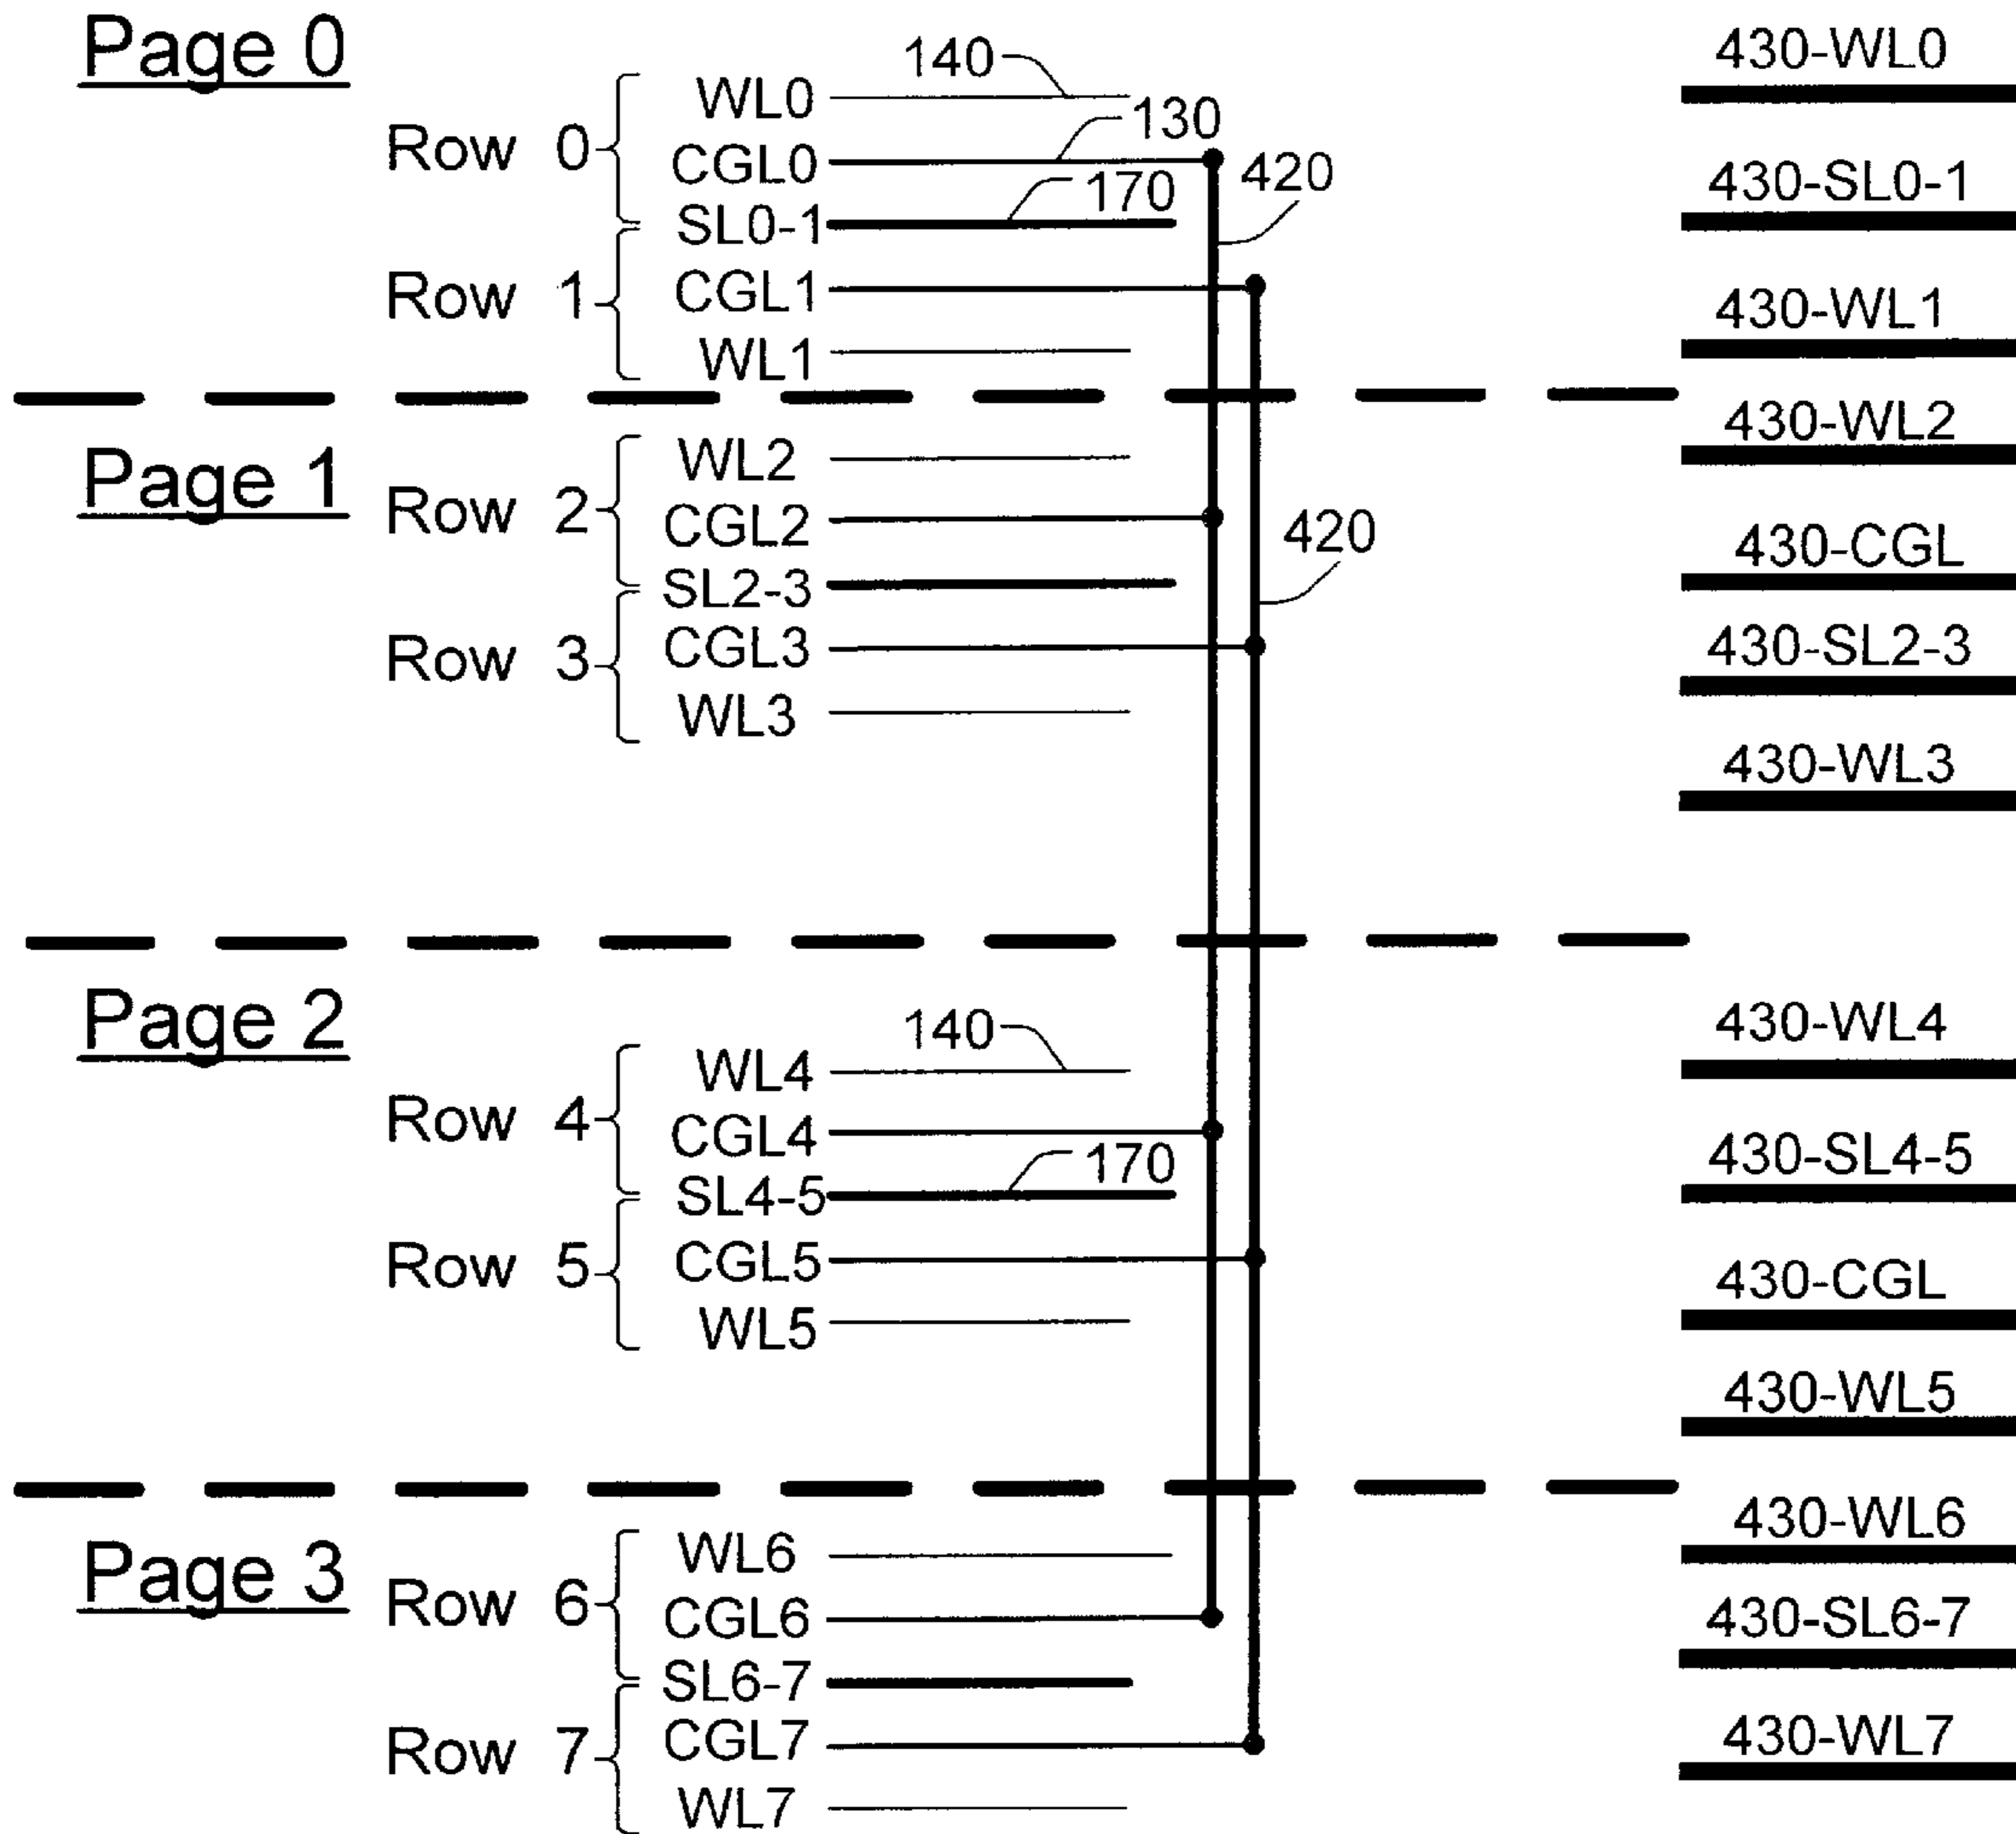 Page 0
140
430-WL0
WL0
130
Row 0
CGL0
420
170
430-SL0-1
SL0-1
Row 1
CGL1
430-WL1
WL1
430-WL2
Page 1
WL2
Row 2
CGL2
420
430-CGL
SL2-3
Row 3
CGL3
430-SL2-3
WL3
430-WL3
Page 2
140
430-WL4
WL4
Row 4
CGL4
170
430-SL4-5
SL4-5
Row 5
CGL5
430-CGL
WL5
430-WL5
430-WL6
Page 3
WL6
Row 6
CGL6
430-SL6-7
SL6-7
Row 7
CGL7
430-WL7
WL7